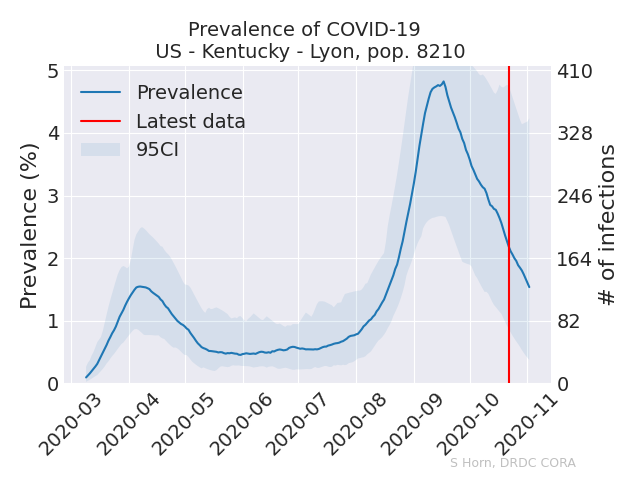 Prevalence of COVID-19
US - Kentucky - Lyon, pop. 8210
Prevalence
Latest data
95CI
Prevalence (%)
5
4
3
2
1
0
410
328
246
164
82
0
# of infections
2020-03
2020-04
2020-05
2020-06
2020-07
2020-08
2020-09
2020-10
2020-11
S Horn, DRDC CORA